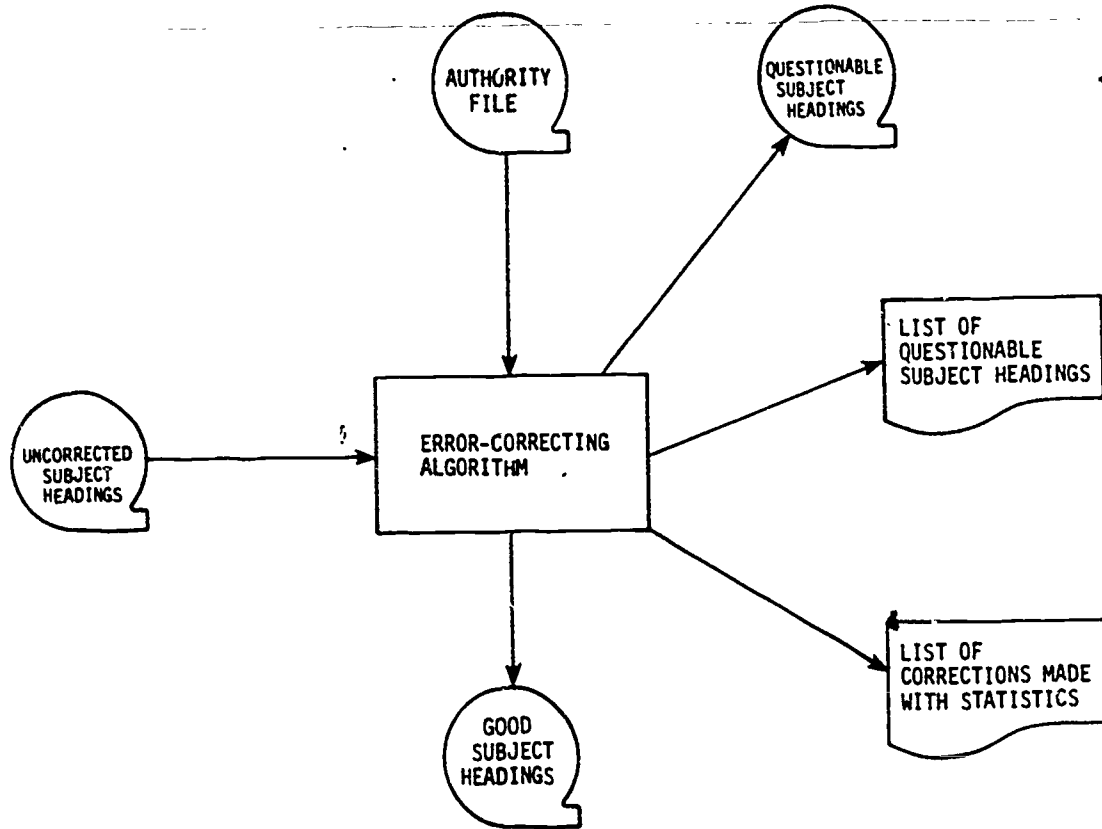 AUTHORITY
FILE
QUESTIONABLE
SUBJECT
HEADINGS
LIST OF
QUESTIONABLE
SUBJECT HEADINGS
UNCORRECTED
SUBJECT
HEADINGS
ERROR-CORRECTING
ALGORITHM
LIST OF
CORRECTIONS MADE
WITH STATISTICS
GOOD
SUBJECT
HEADINGS